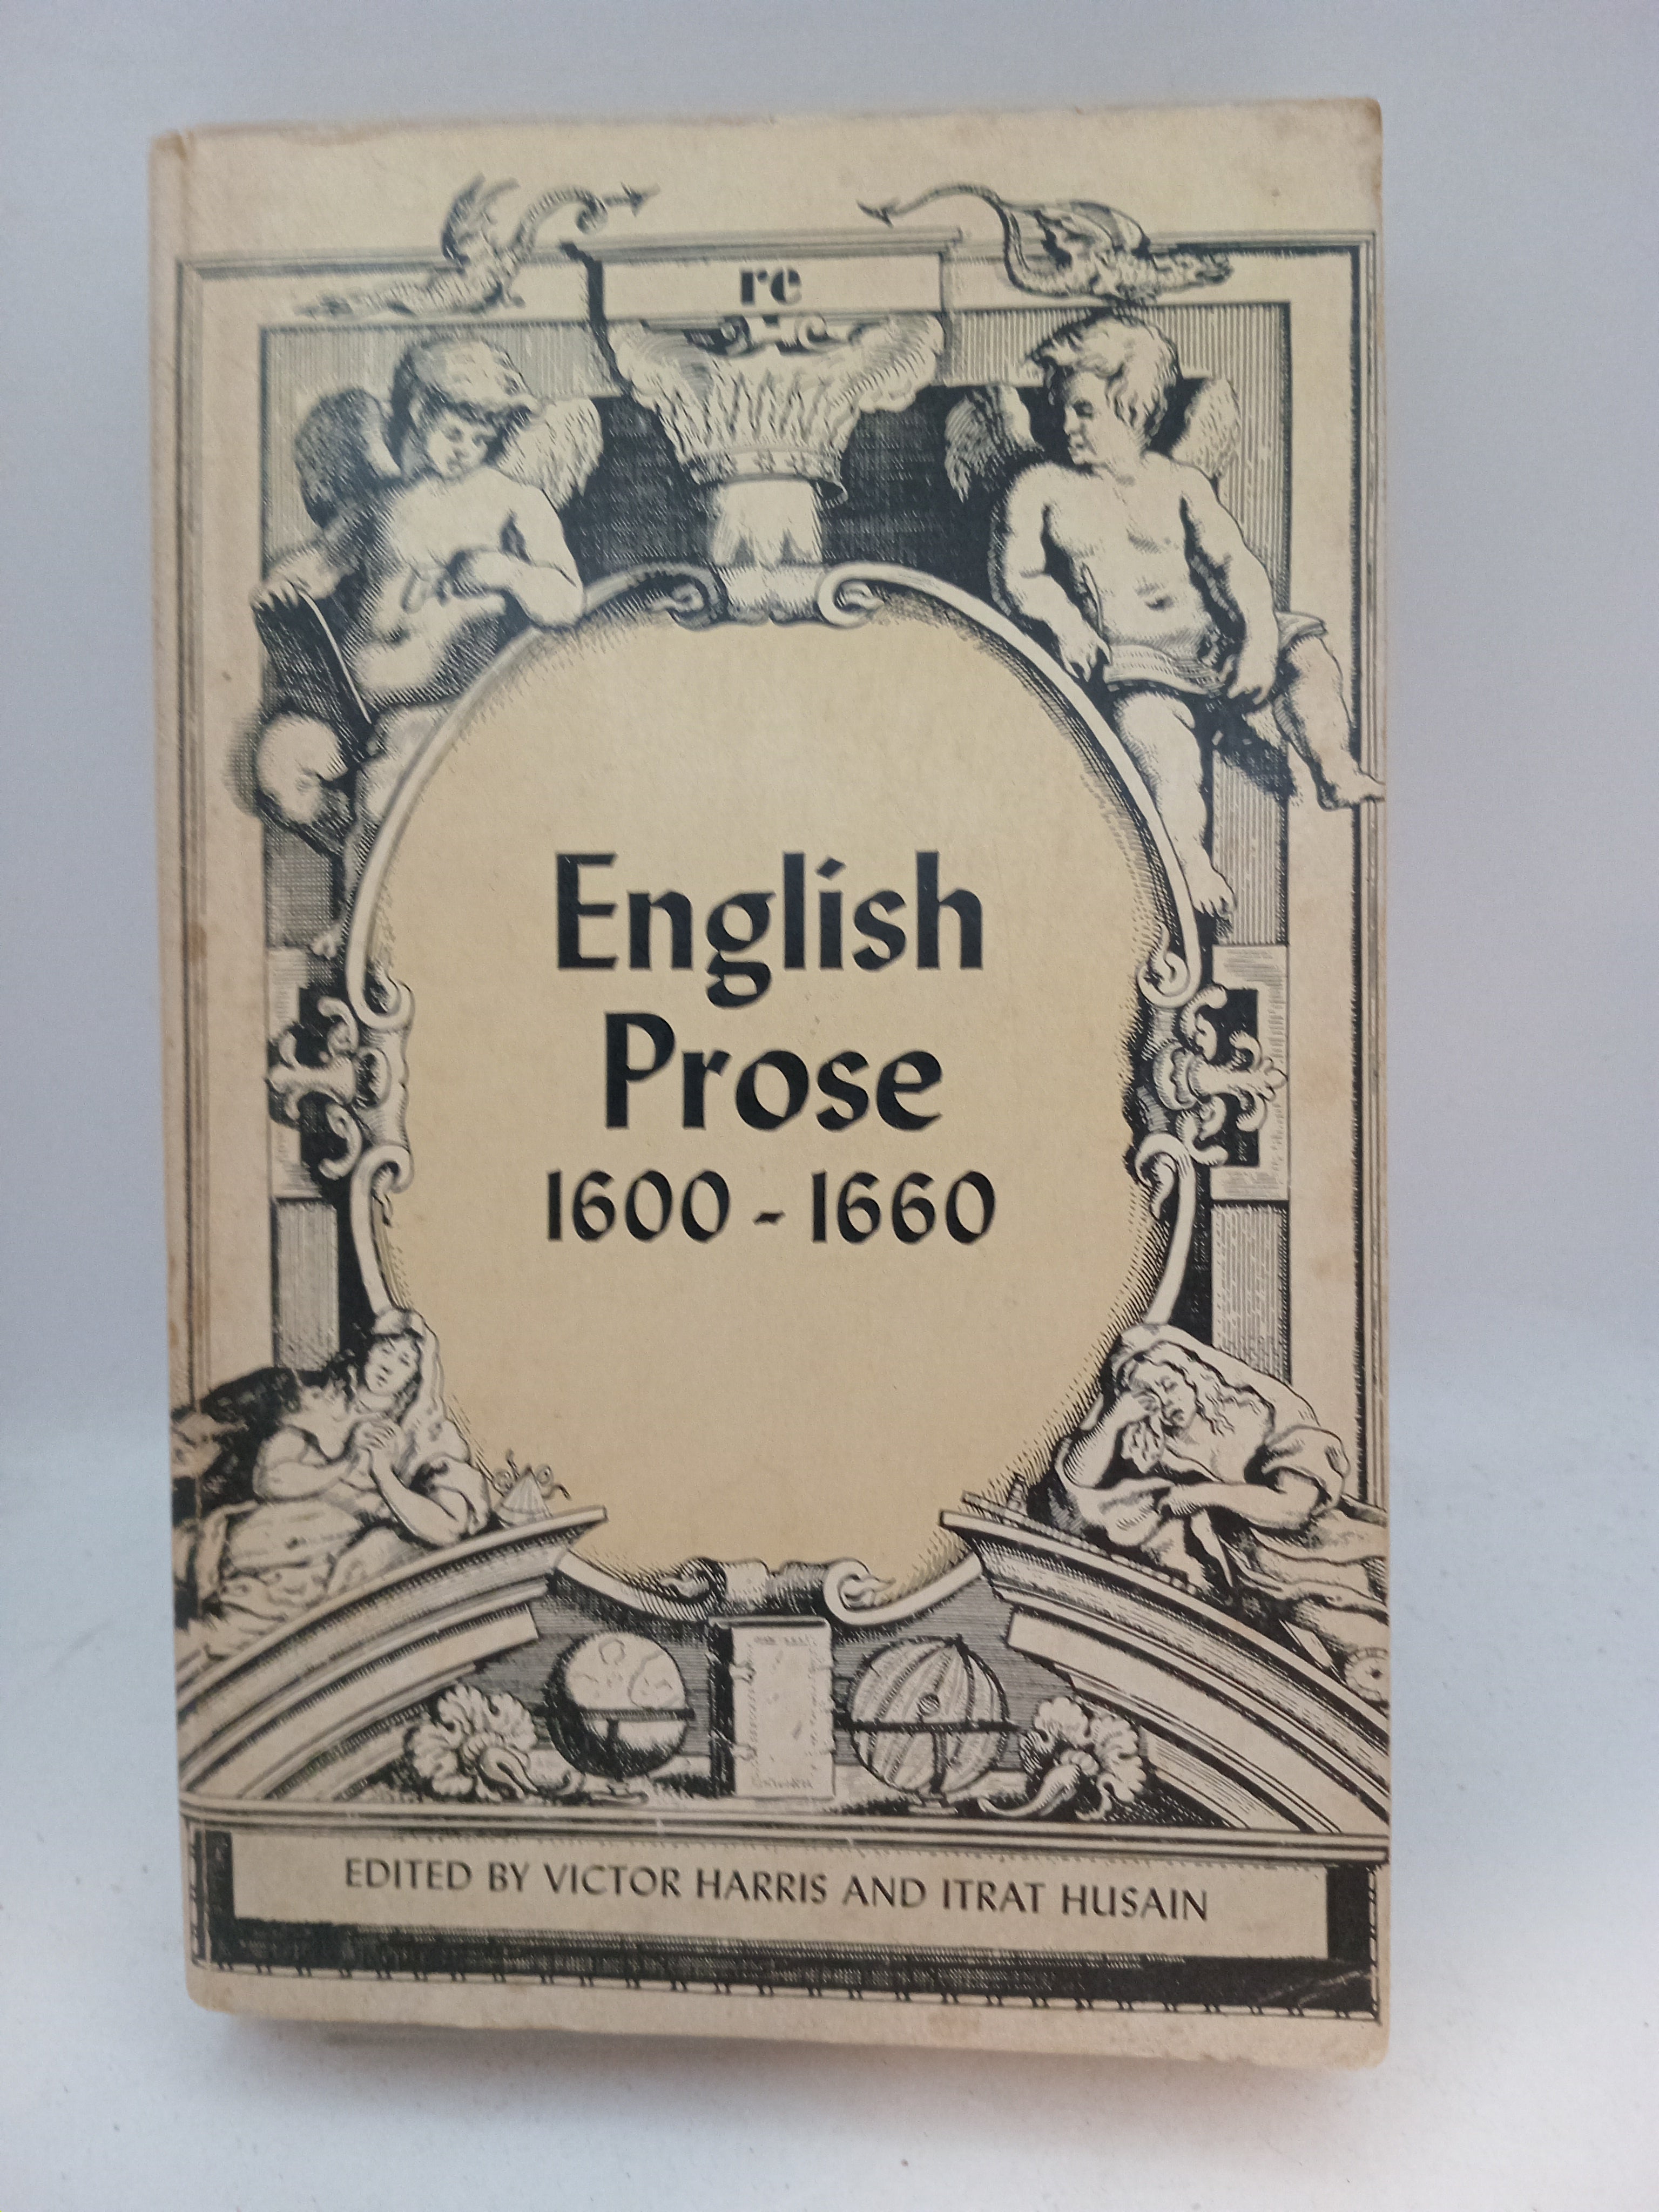 re
English
Prose
1600 - 1660
EDITED BY VICTOR HARRIS AND ITRAT HUSAIN